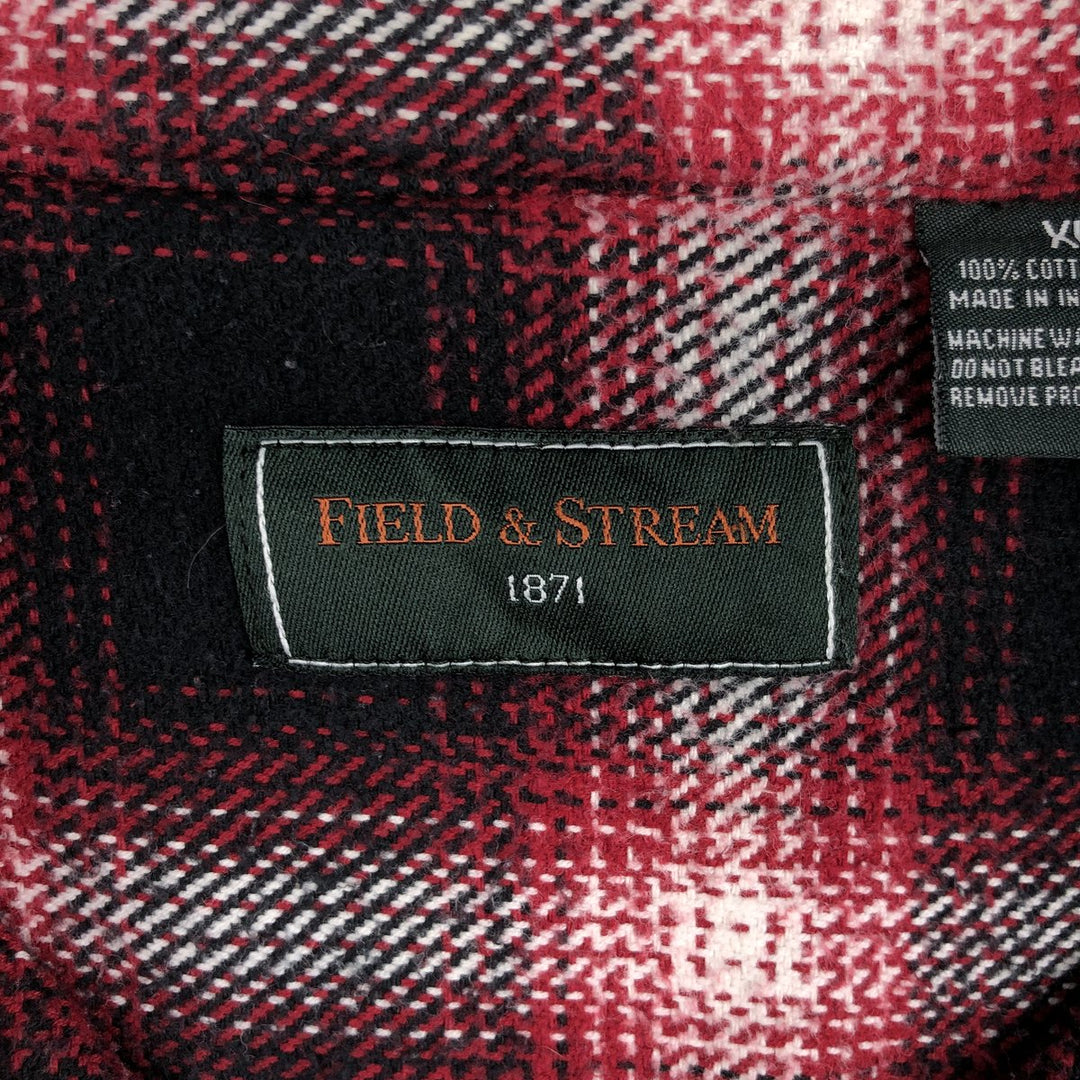 FIELD & STREAM
1871
100% COTT
MADE IN IN
MACHINE WA
DO NOT BLEA
REMOVE PRO